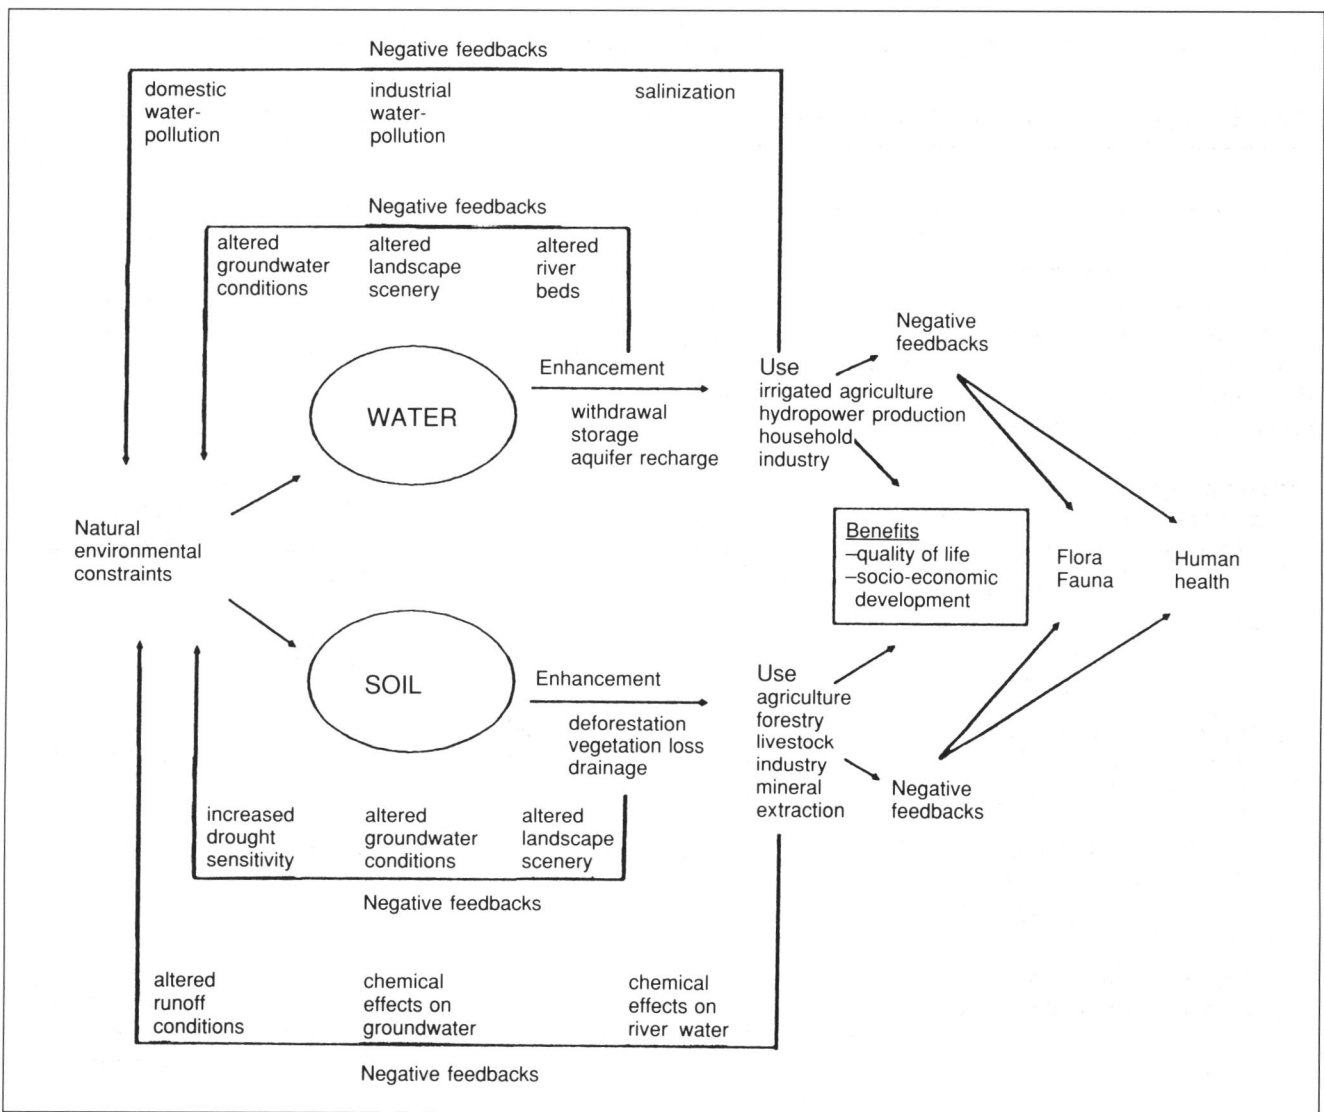 Negative feedbacks
domestic
water-
pollution
industrial
water-
pollution
salinization
Negative feedbacks
altered
groundwater
conditions
altered
landscape
scenery
altered
river
beds
WATER
Enhancement
withdrawal
storage
aquifer recharge
Use
irrigated agriculture
hydropower production
household
industry
Negative
feedbacks
Natural
environmental
constraints
Benefits
–quality of life
–socio-economic
development
Flora
Fauna
Human
health
SOIL
Enhancement
deforestation
vegetation loss
drainage
Use
agriculture
forestry
livestock
industry
mineral
extraction
Negative
feedbacks
increased
drought
sensitivity
altered
groundwater
conditions
altered
landscape
scenery
Negative feedbacks
altered
runoff
conditions
chemical
effects on
groundwater
chemical
effects on
river water
Negative feedbacks